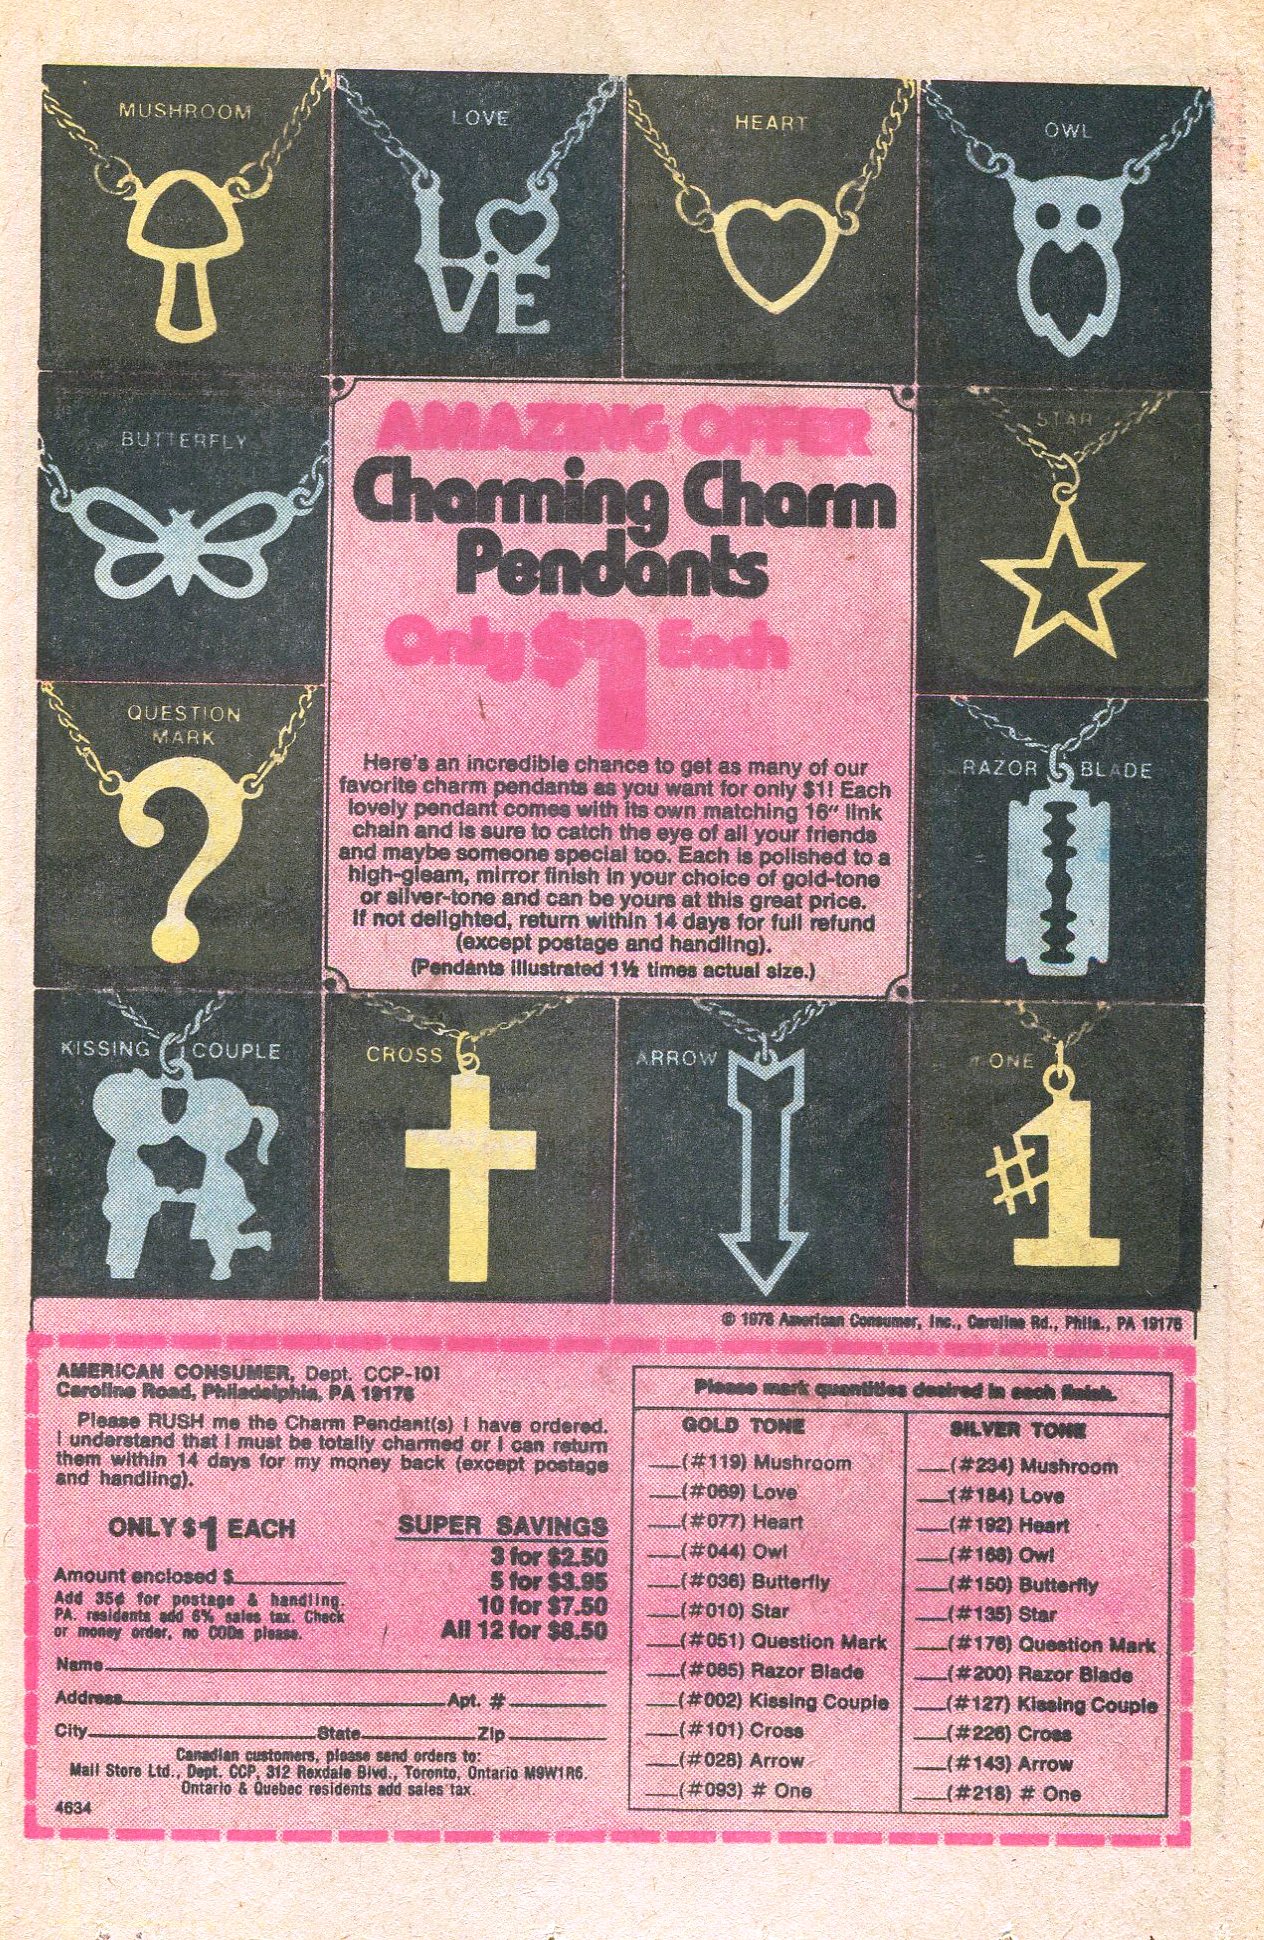 MUSHROOM
LOVE
HEART
OWL
LOVE
BUTTERFLY
STAR
AMAZING OFFER
Charming Charm
Pendants
Only $1 Each
QUESTION
MARK
RAZOR BLADE
?
Here's an incredible chance to get as many of our
favorite charm pendants as you want for only $1! Each
lovely pendant comes with its own matching 16" link
chain and is sure to catch the eye of all your friends
and maybe someone special too. Each is polished to a
high-gleam, mirror finish in your choice of gold-tone
or silver-tone and can be yours at this great price.
If not delighted, return within 14 days for full refund
(except postage and handling).
(Pendants illustrated 1½ times actual size.)
KISSING COUPLE
CROSS
ARROW
# ONE
#1
© 1976 American Consumer, Inc., Caroline Rd., Phila., PA 19176
AMERICAN CONSUMER, Dept. CCP-101
Caroline Road, Philadelphia, PA 19176
Please RUSH me the Charm Pendant(s) I have ordered.
I understand that I must be totally charmed or I can return
them within 14 days for my money back (except postage
and handling).
ONLY $1 EACH
Amount enclosed $
Add 35¢ for postage & handling.
PA. residents add 6% sales tax. Check
or money order, no CODs please.
SUPER SAVINGS
3 for $2.50
5 for $3.95
10 for $7.50
All 12 for $8.50
Name
Address Apt. #
City State Zip
Canadian customers, please send orders to:
Mail Store Ltd., Dept. CCP, 312 Rexdale Blvd., Toronto, Ontario M9W1R6.
Ontario & Quebec residents add sales tax.
4634
Please mark quantities desired in each finish.
GOLD TONE
(#119) Mushroom
(#069) Love
(#077) Heart
(#044) Owl
(#036) Butterfly
(#010) Star
(#051) Question Mark
(#085) Razor Blade
(#002) Kissing Couple
(#101) Cross
(#028) Arrow
(#093) # One
SILVER TONE
(#234) Mushroom
(#184) Love
(#192) Heart
(#168) Owl
(#150) Butterfly
(#135) Star
(#176) Question Mark
(#200) Razor Blade
(#127) Kissing Couple
(#226) Cross
(#143) Arrow
(#218) # One